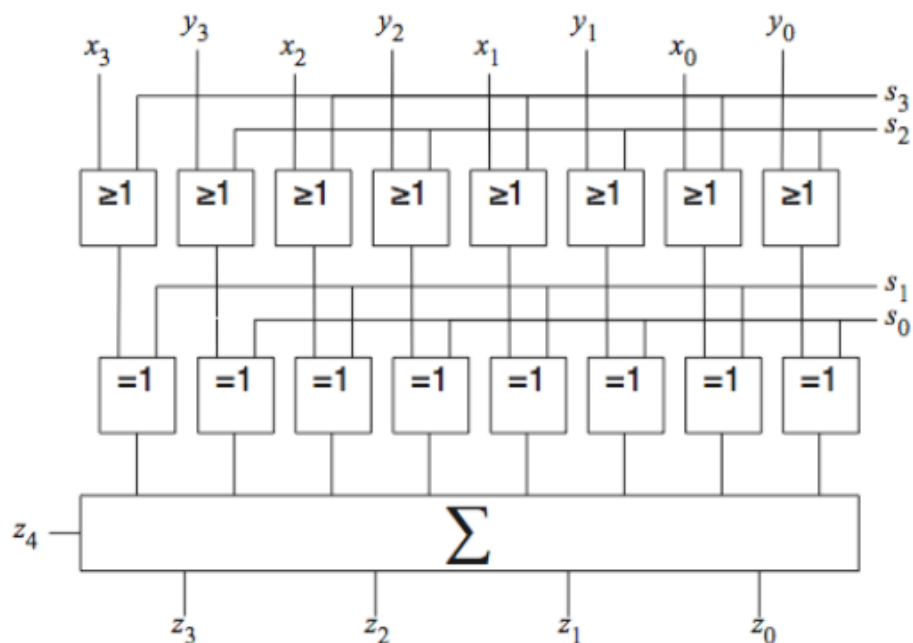 x3 y3 x2 y2 x1 y1 x0 y0
s3
s2
≥1 ≥1 ≥1 ≥1 ≥1 ≥1 ≥1 ≥1
s1
s0
=1 =1 =1 =1 =1 =1 =1 =1
z4 Σ
z3 z2 z1 z0